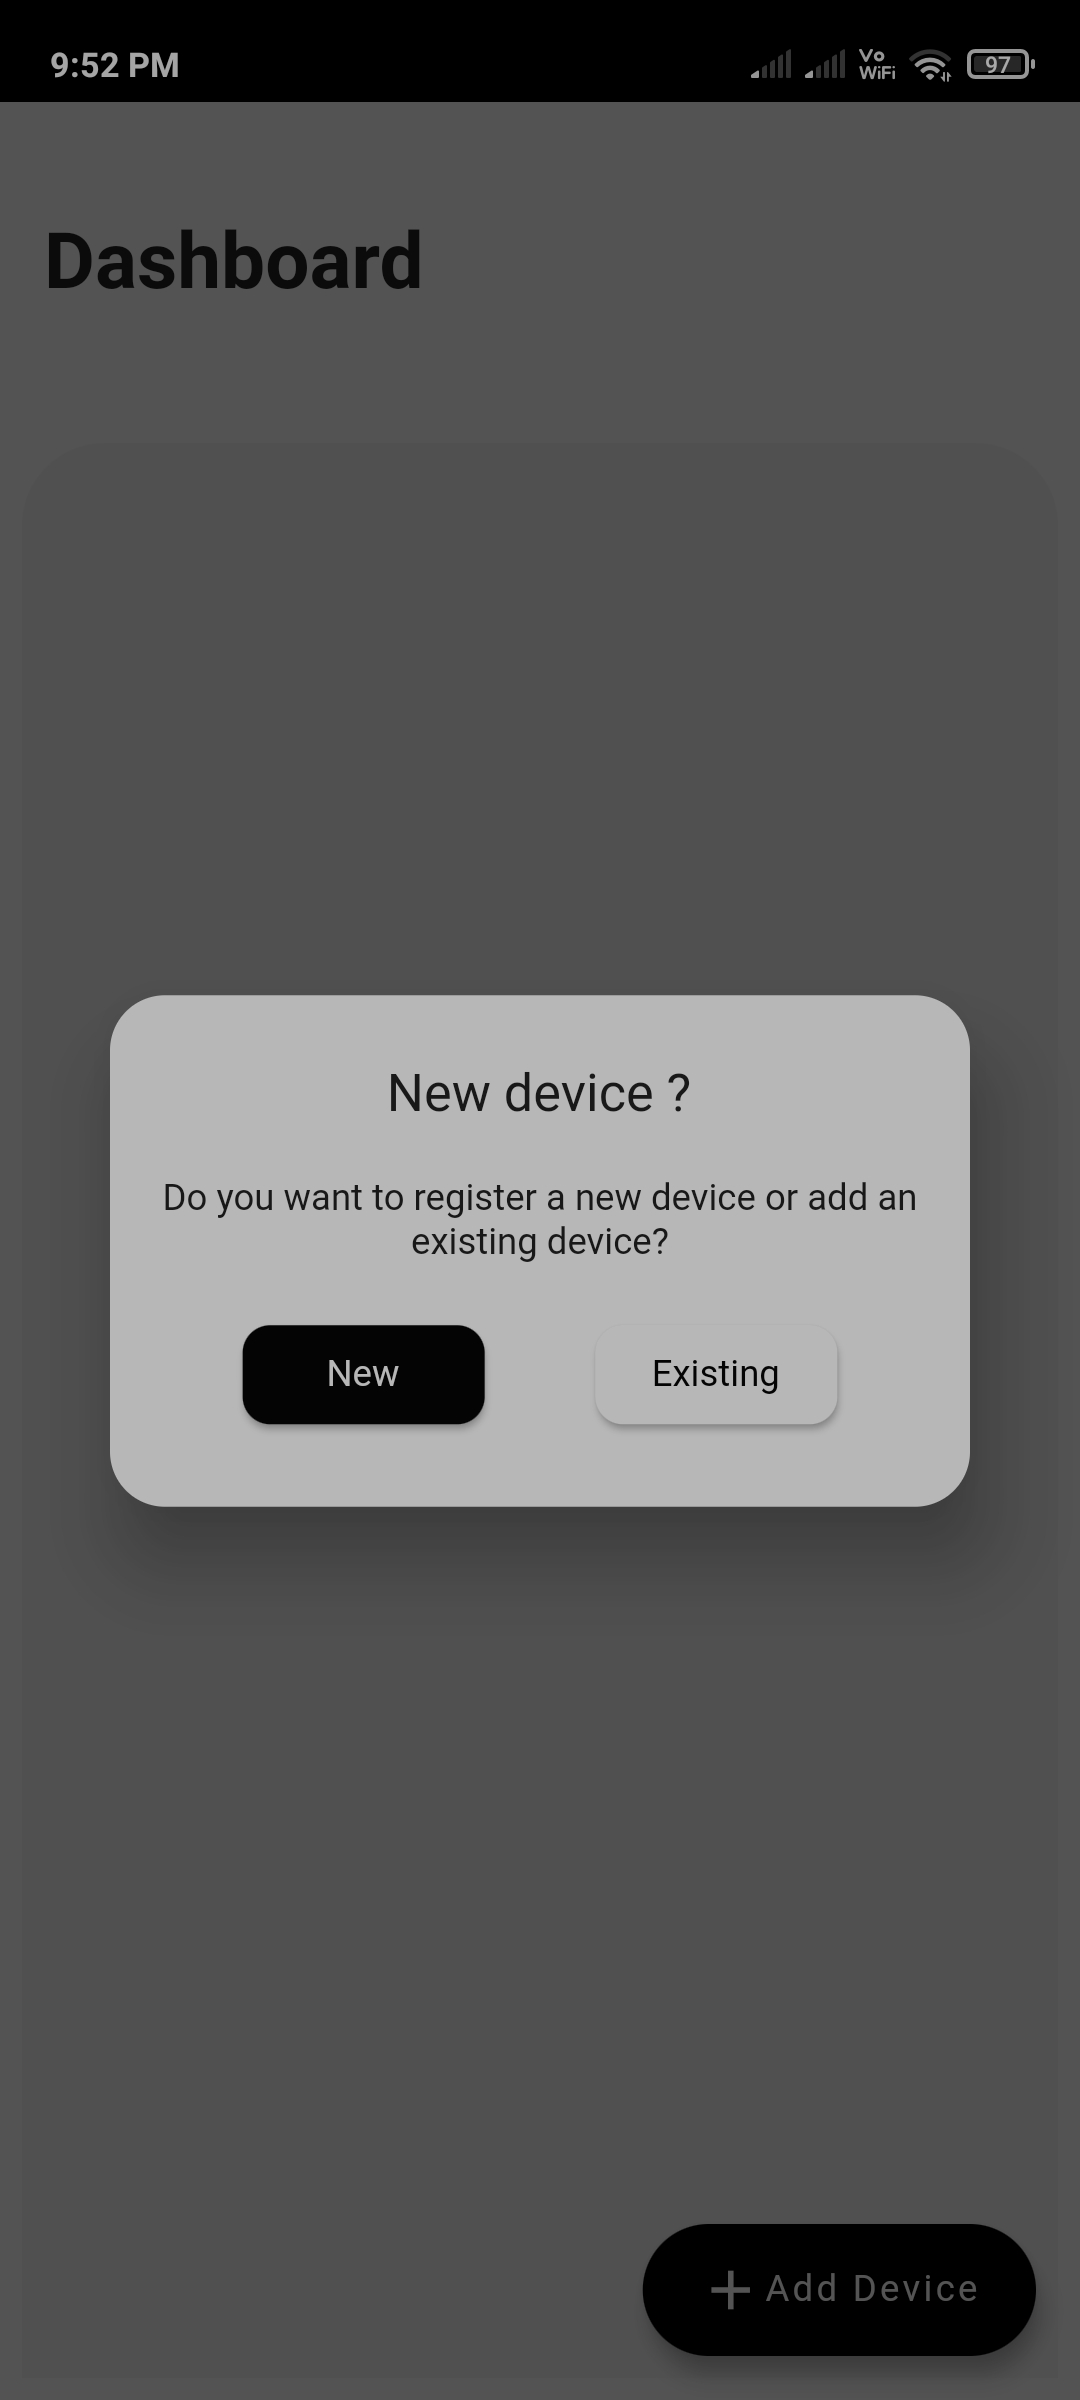 9:52 PM
Vo
WiFi
97
Dashboard
New device ?
Do you want to register a new device or add an
existing device?
New
Existing
Add Device